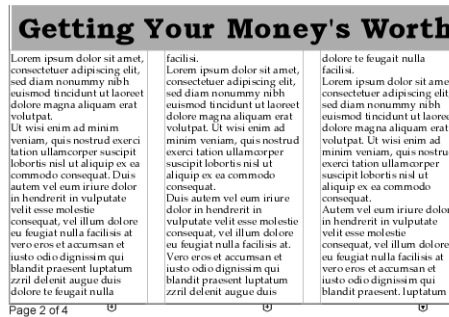 Getting Your Money's Worth
Lorem ipsum dolor sit amet,
consectetuer adipiscing elit,
sed diam nonummy nibh
euismod tincidunt ut laoreet
dolore magna aliquam erat
volutpat.
Ut wisi enim ad minim
veniam, quis nostrud exerci
tation ullamcorper suscipit
lobortis nisl ut aliquip ex ea
commodo consequat. Duis
autem vel eum iriure dolor
in hendrerit in vulputate
velit esse molestie
consequat, vel illum dolore
eu feugiat nulla facilisis at
vero eros et accumsan et
iusto odio dignissim qui
blandit praesent luptatum
zzril delenit augue duis
dolore te feugait nulla
facilisi.
Lorem ipsum dolor sit amet,
consectetuer adipiscing elit,
sed diam nonummy nibh
euismod tincidunt ut laoreet
dolore magna aliquam erat
volutpat. Ut wisi enim ad
minim veniam, quis nostrud
exerci tation ullamcorper
suscipit lobortis nisl ut
aliquip ex ea commodo
consequat.
Duis autem vel eum iriure
dolor in hendrerit in
vulputate velit esse molestie
consequat, vel illum dolore
eu feugiat nulla facilisis at.
Vero eros et accumsan et
iusto odio dignissim qui
blandit praesent luptatum
zzril delenit augue duis
dolore te feugait nulla
facilisi.
Lorem ipsum dolor sit ame
consectetuer adipiscing elit
sed diam nonummy nibh
euismod tincidunt ut laoree
dolore magna aliquam erat
volutpat. Ut wisi enim ad
minim veniam, quis nostru
exerci tation ullamcorper
suscipit lobortis nisl ut
aliquip ex ea commodo
consequat.
Autem vel eum iriure dolor
in hendrerit in vulputate
velit esse molestie
consequat, vel illum dolore
eu feugiat nulla facilisis at
vero eros et accumsan et
iusto odio dignissim qui
blandit praesent. luptatum
Page 2 of 4